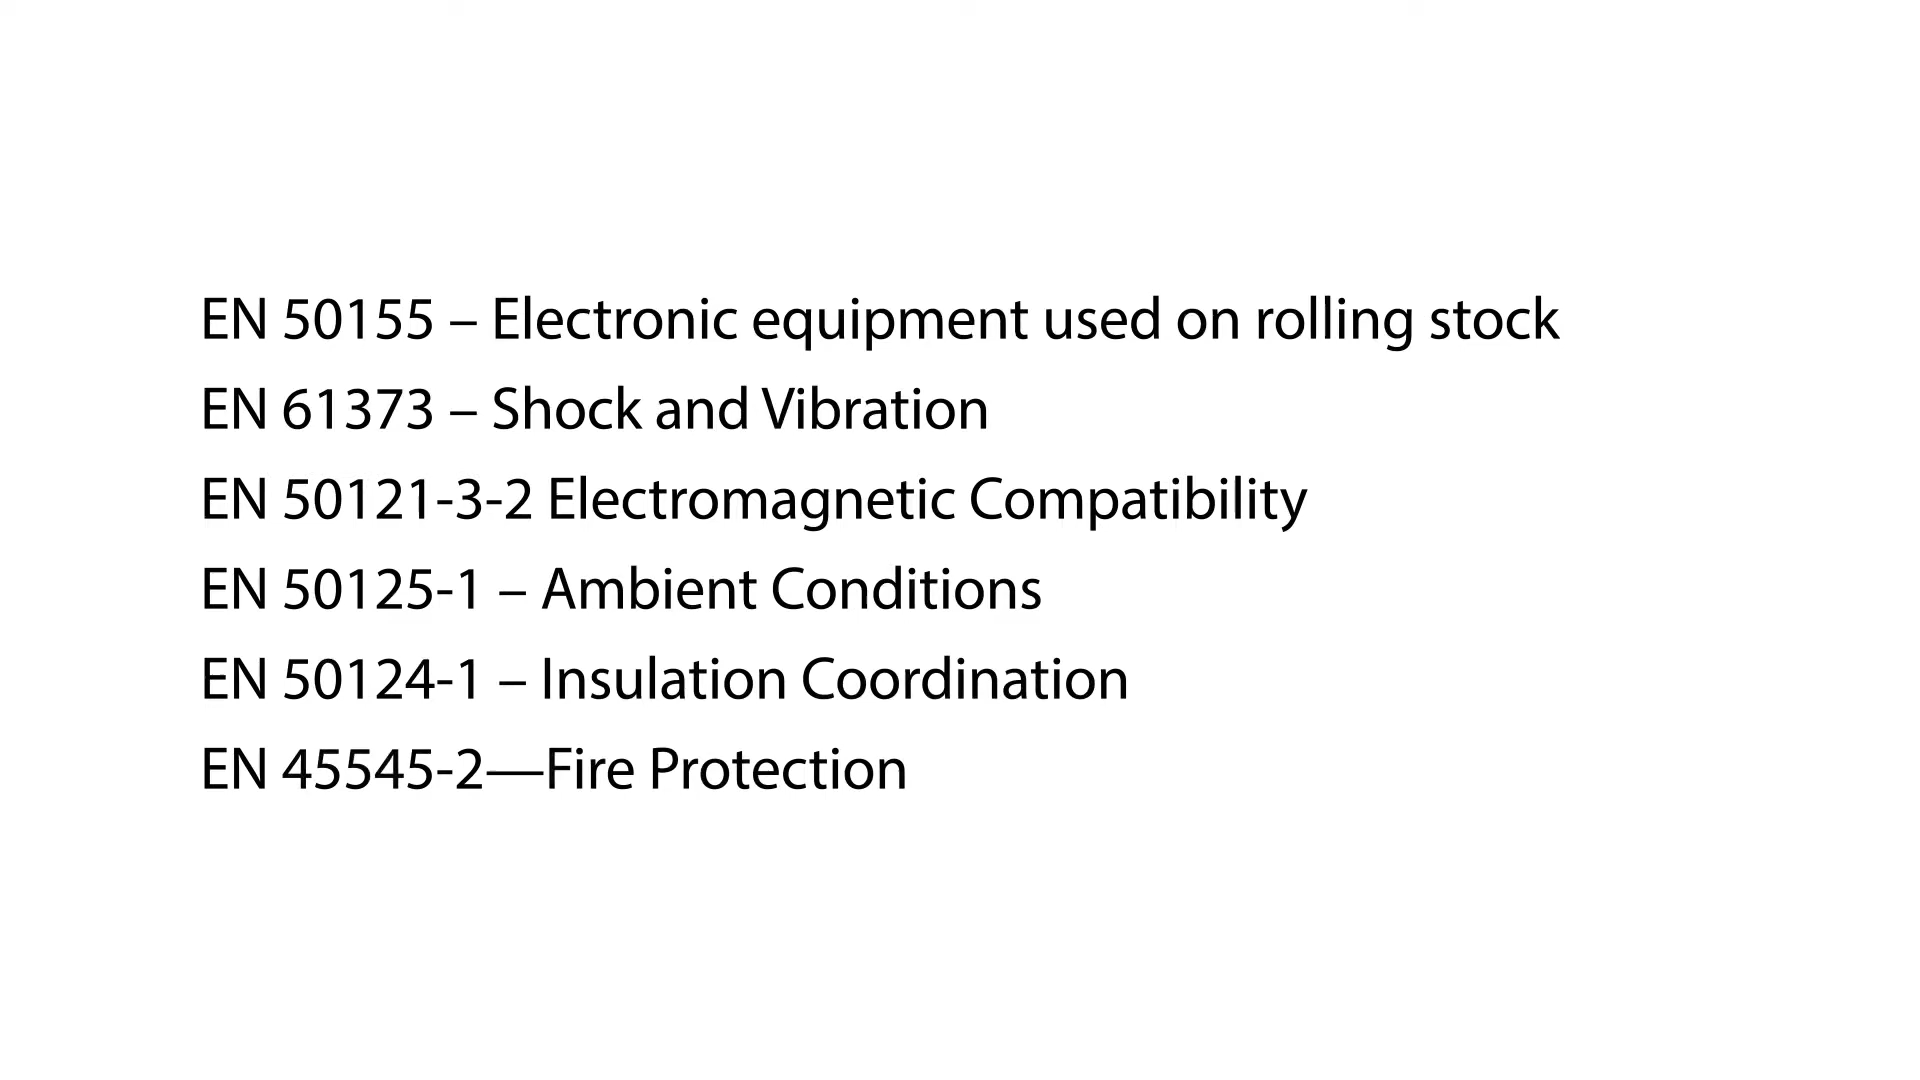 EN 50155 – Electronic equipment used on rolling stock
EN 61373 – Shock and Vibration
EN 50121-3-2 Electromagnetic Compatibility
EN 50125-1 – Ambient Conditions
EN 50124-1 – Insulation Coordination
EN 45545-2—Fire Protection